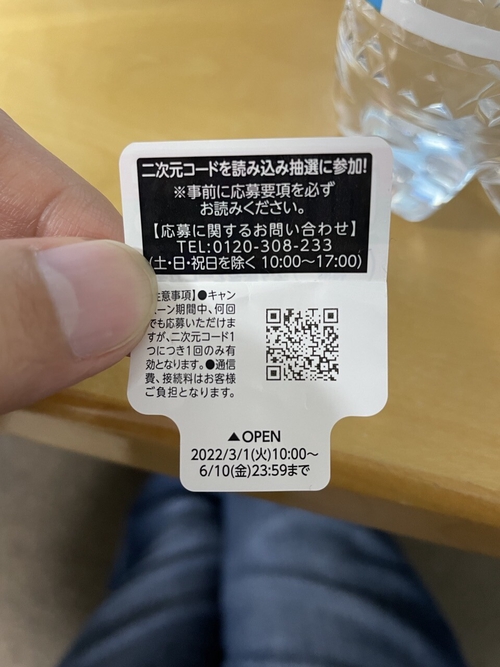 二次元コードを読み込み抽選に参加!
※事前に応募要項を必ず
お読みください。
【応募に関するお問い合わせ】
TEL:0120-308-233
(土・日・祝日を除く 10:00〜17:00)
意事項】●キャン
ーン期間中、何回
でも応募いただけま
すが、二次元コード1
つにつき1回のみ有
効となります。●通信
費、接続料はお客様
ご負担となります。
▲OPEN
2022/3/1(火)10:00〜
6/10(金)23:59まで